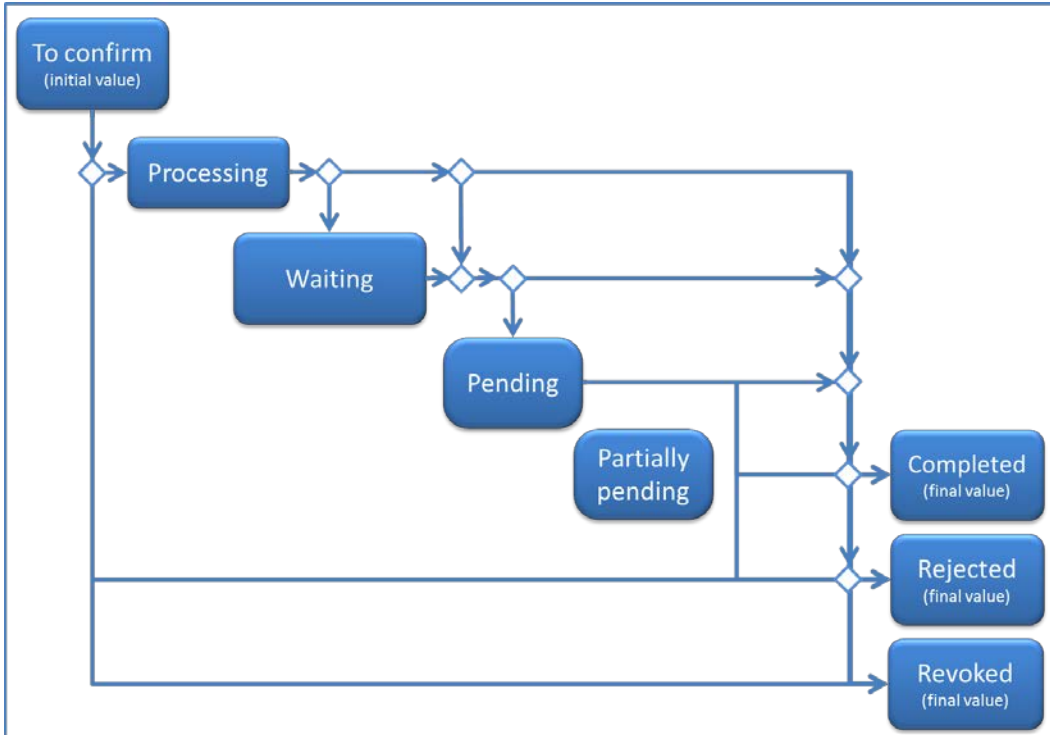 To confirm
(initial value)
Processing
Waiting
Pending
Partially
pending
Completed
(final value)
Rejected
(final value)
Revoked
(final value)